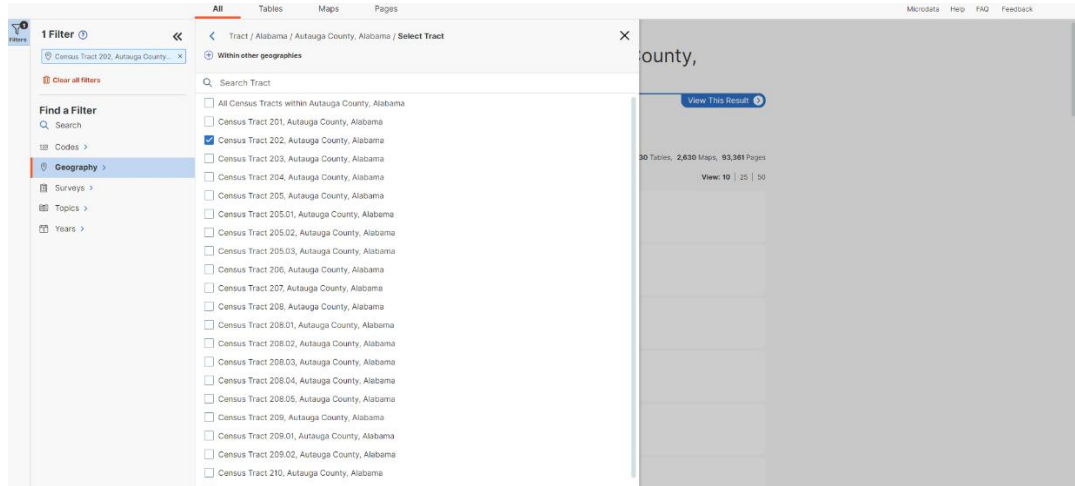 All Tables Maps Pages
Microdata Help FAQ Feedback
1
Filters
1 Filter
Census Tract 202, Autauga County... ×
Clear all filters
Find a Filter
Search
Codes >
Geography >
Surveys >
Topics >
Years >
Tract / Alabama / Autauga County, Alabama / Select Tract
Within other geographies
Search Tract
All Census Tracts within Autauga County, Alabama
Census Tract 201, Autauga County, Alabama
Census Tract 202, Autauga County, Alabama
Census Tract 203, Autauga County, Alabama
Census Tract 204, Autauga County, Alabama
Census Tract 205, Autauga County, Alabama
Census Tract 205.01, Autauga County, Alabama
Census Tract 205.02, Autauga County, Alabama
Census Tract 205.03, Autauga County, Alabama
Census Tract 206, Autauga County, Alabama
Census Tract 207, Autauga County, Alabama
Census Tract 208, Autauga County, Alabama
Census Tract 208.01, Autauga County, Alabama
Census Tract 208.02, Autauga County, Alabama
Census Tract 208.03, Autauga County, Alabama
Census Tract 208.04, Autauga County, Alabama
Census Tract 208.05, Autauga County, Alabama
Census Tract 209, Autauga County, Alabama
Census Tract 209.01, Autauga County, Alabama
Census Tract 209.02, Autauga County, Alabama
Census Tract 210, Autauga County, Alabama
ounty,
View This Result
30 Tables, 2,630 Maps, 93,361 Pages
View: 10 | 25 | 50